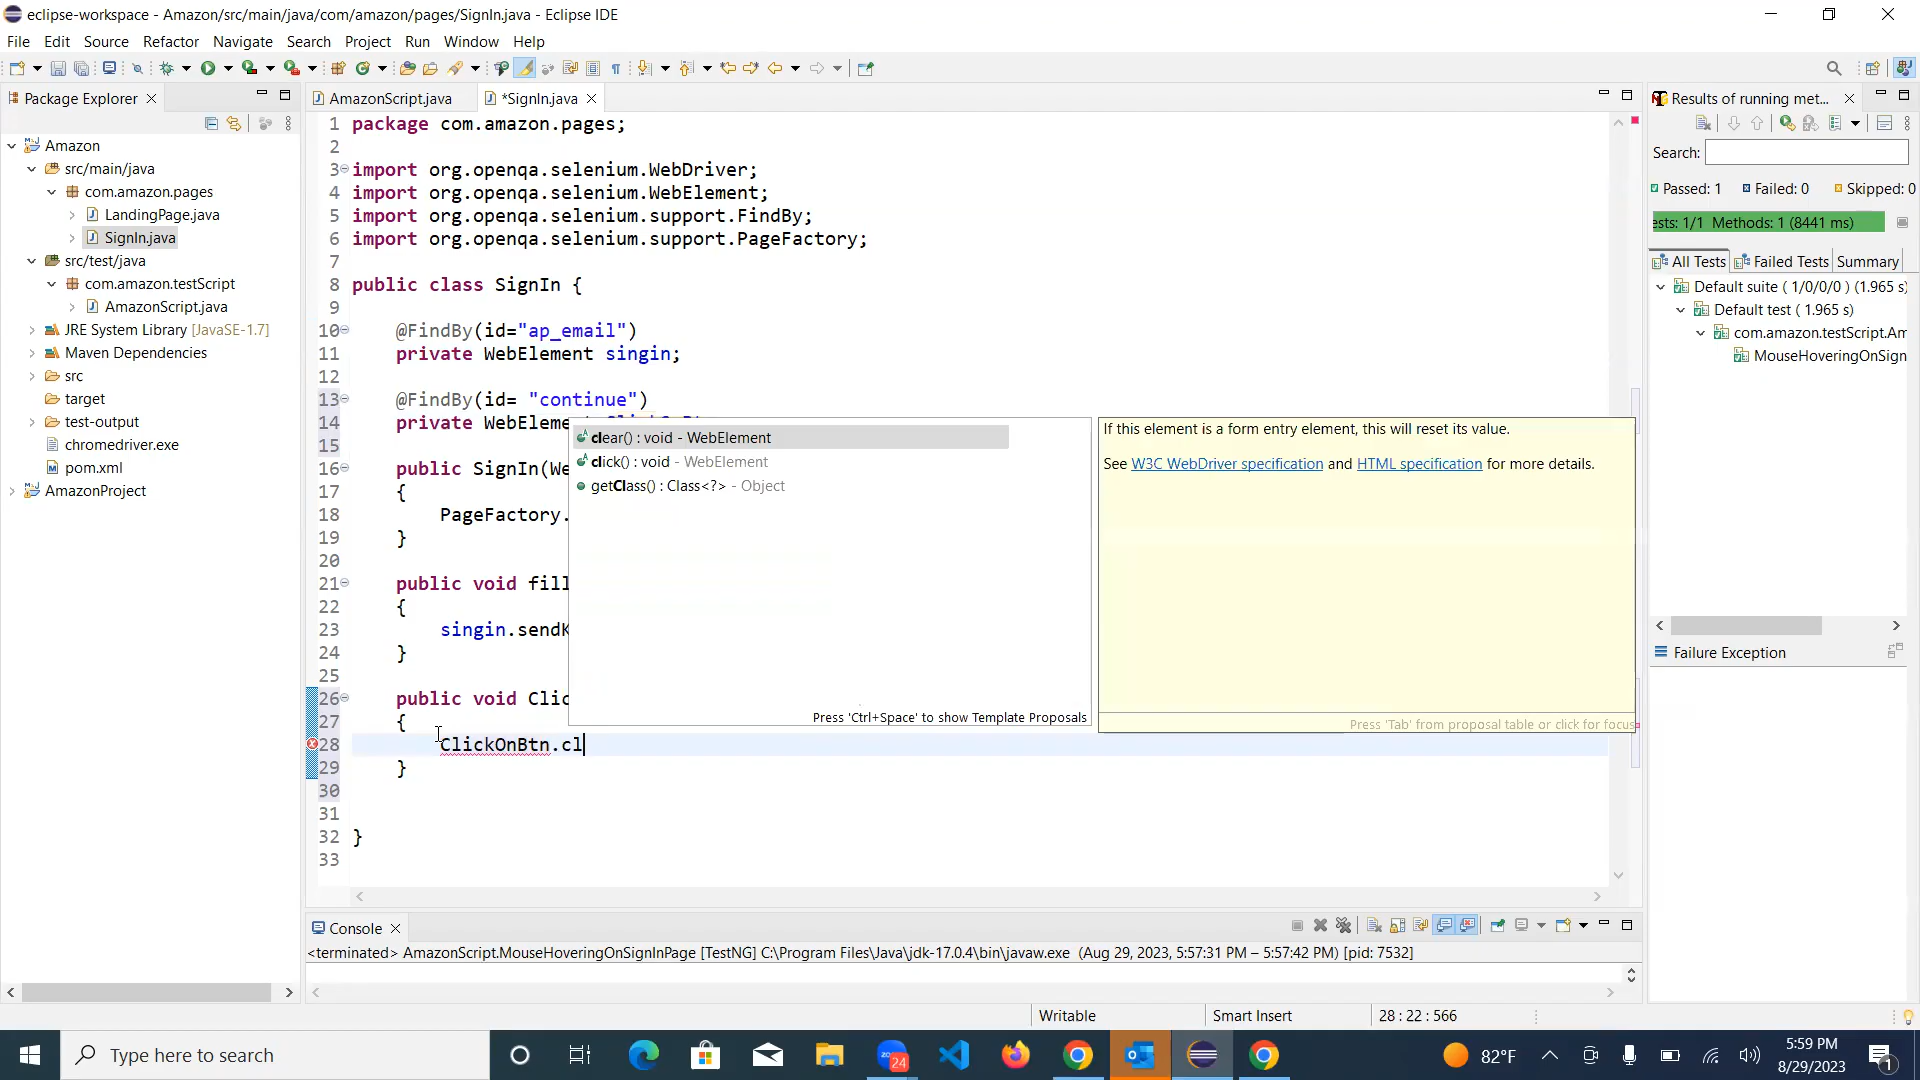 eclipse-workspace - Amazon/src/main/java/com/amazon/pages/SignIn.java - Eclipse IDE
File Edit Source Refactor Navigate Search Project Run Window Help
Package Explorer
Amazon
src/main/java
com.amazon.pages
LandingPage.java
SignIn.java
src/test/java
com.amazon.testScript
AmazonScript.java
JRE System Library [JavaSE-1.7]
Maven Dependencies
src
target
test-output
chromedriver.exe
pom.xml
AmazonProject
AmazonScript.java *SignIn.java
1 package com.amazon.pages;
2
3 import org.openqa.selenium.WebDriver;
4 import org.openqa.selenium.WebElement;
5 import org.openqa.selenium.support.FindBy;
6 import org.openqa.selenium.support.PageFactory;
7
8 public class SignIn {
9
10 @FindBy(id="ap_email")
11 private WebElement singin;
12
13 @FindBy(id= "continue")
14 private WebEleme
15
16 public SignIn(We
17 {
18 PageFactory.
19 }
20
21 public void fill
22 {
23 singin.sendK
24 }
25
26 public void Clic
27 {
28 ClickOnBtn.cl
29 }
30
31
32 }
33
clear() : void - WebElement
click() : void - WebElement
getClass() : Class<?> - Object
Press 'Ctrl+Space' to show Template Proposals
If this element is a form entry element, this will reset its value.
See W3C WebDriver specification and HTML specification for more details.
Press 'Tab' from proposal table or click for focus
Results of running met...
Search:
Passed: 1 Failed: 0 Skipped: 0
ests: 1/1 Methods: 1 (8441 ms)
All Tests Failed Tests Summary
Default suite ( 1/0/0/0 ) (1.965 s)
Default test ( 1.965 s)
com.amazon.testScript.Am
MouseHoveringOnSign
Failure Exception
Console
<terminated> AmazonScript.MouseHoveringOnSignInPage [TestNG] C:\Program Files\Java\jdk-17.0.4\bin\javaw.exe (Aug 29, 2023, 5:57:31 PM – 5:57:42 PM) [pid: 7532]
Writable Smart Insert 28 : 22 : 566
Type here to search
24
82°F
5:59 PM
8/29/2023
1